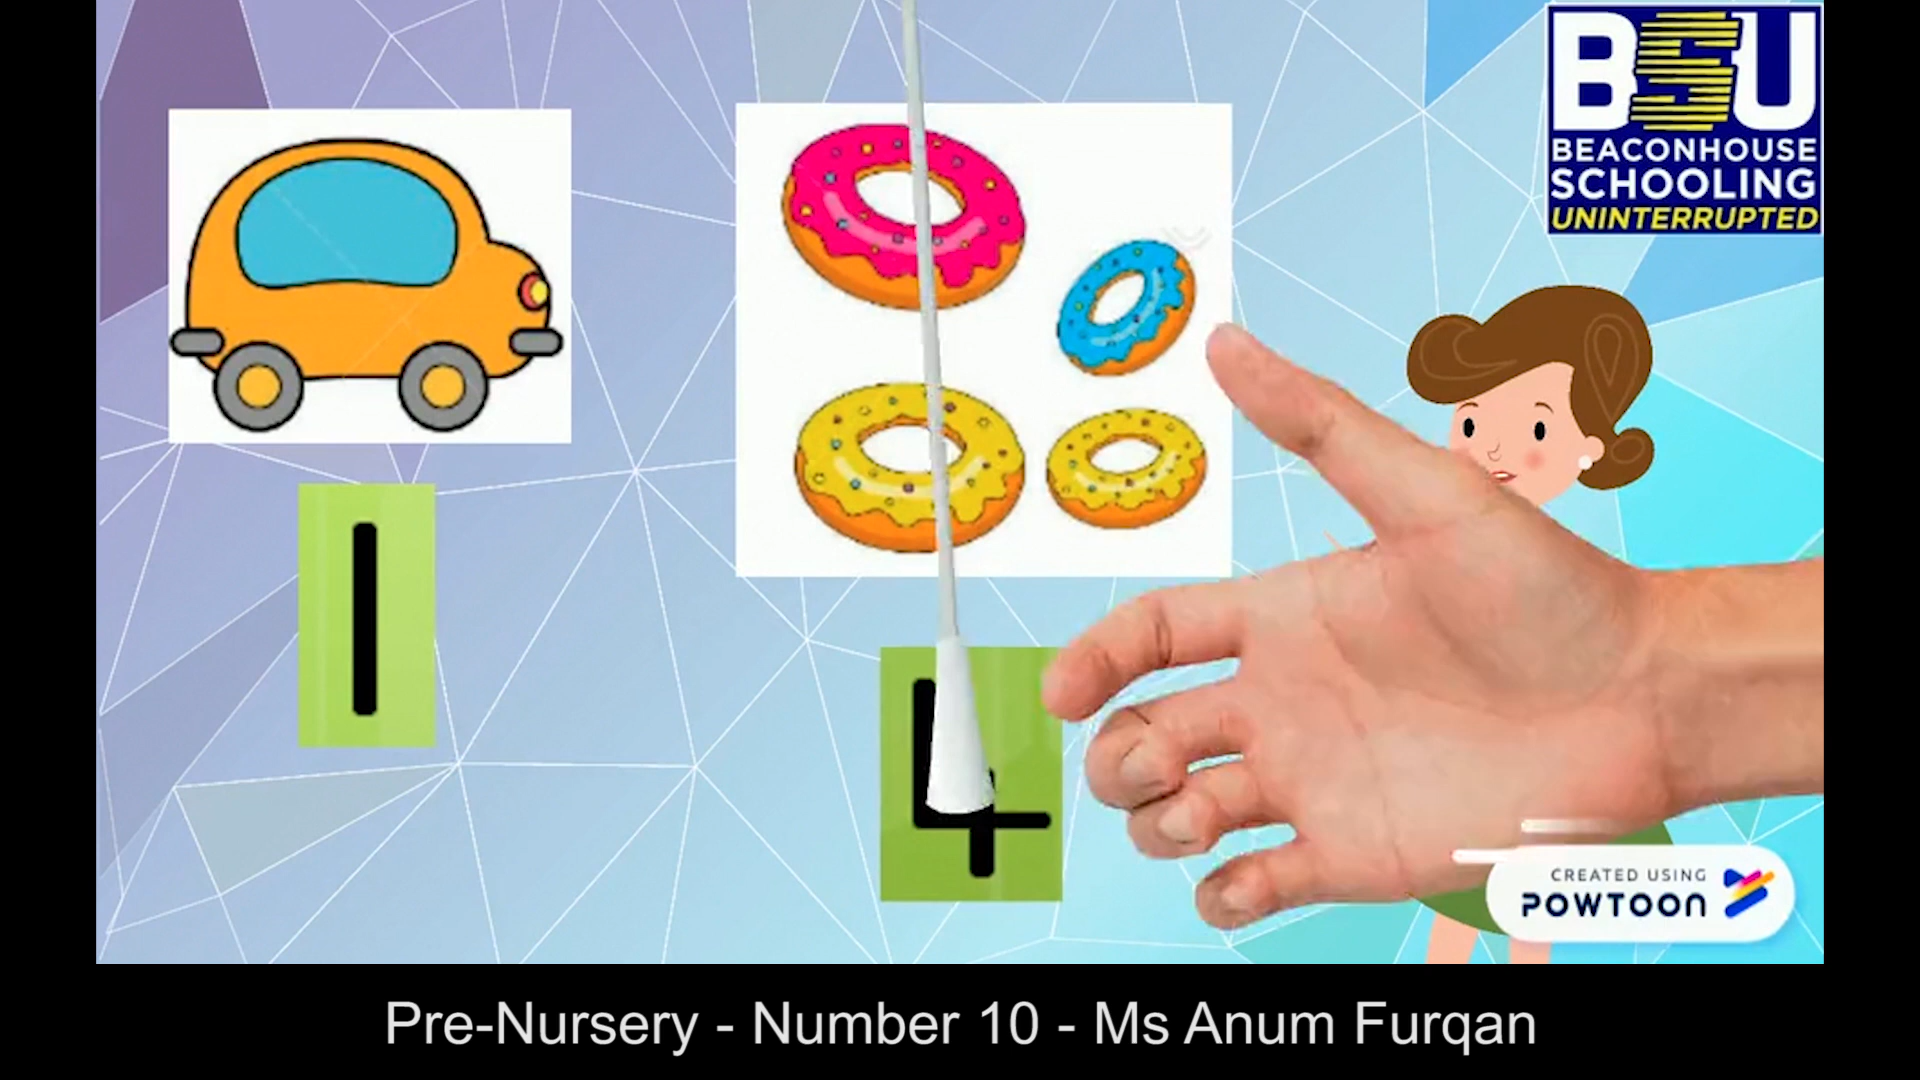 BSU
BEACONHOUSE
SCHOOLING
UNINTERRUPTED
1
4
CREATED USING
POWTOON
Pre-Nursery - Number 10 - Ms Anum Furqan